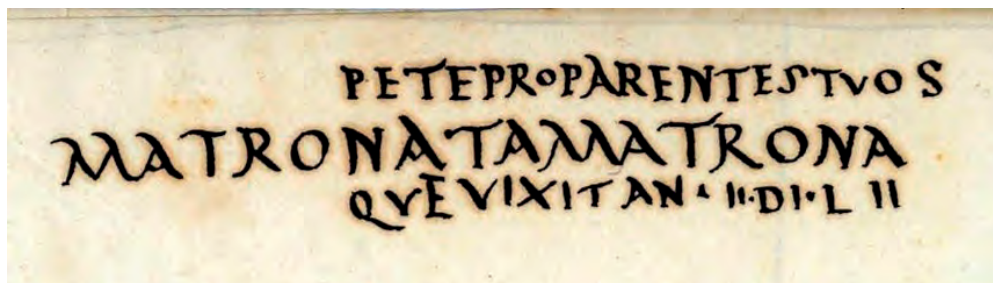 PETEPROPARENTESTVOS
MATRONATAMATRONA
QVEVIXITAN · II·DI·L II